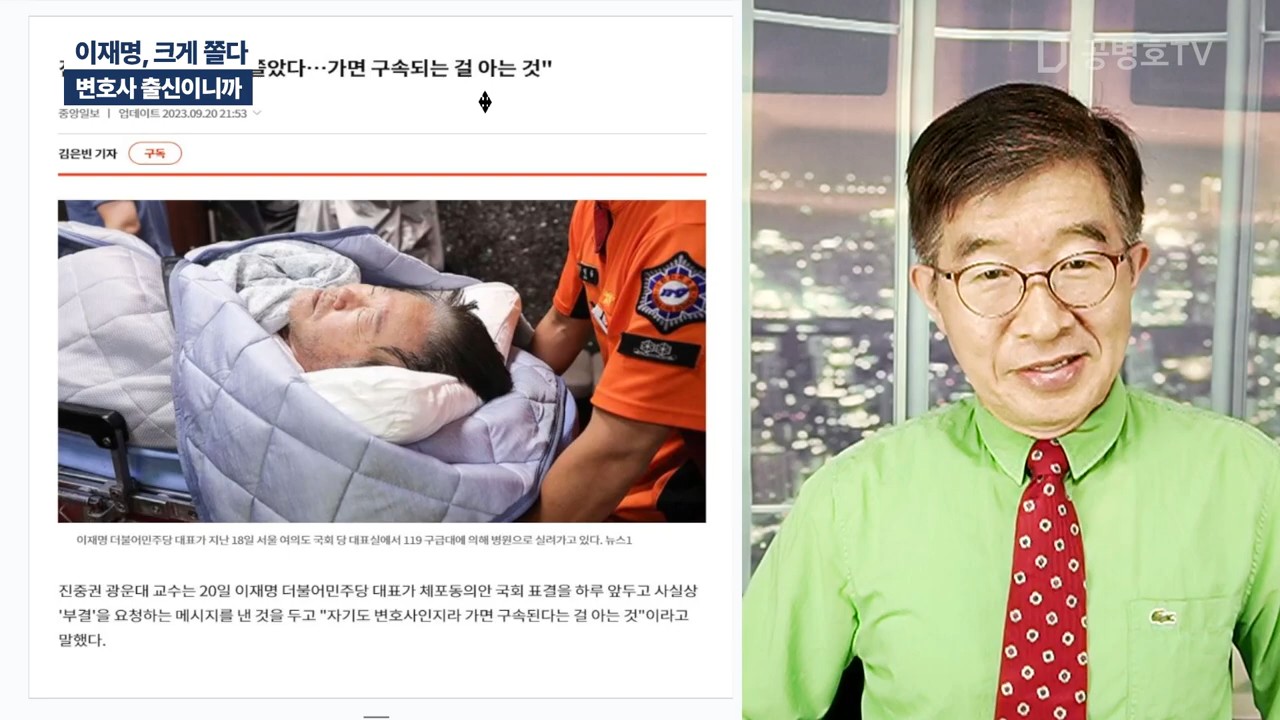 이재명, 크게 쫄다
변호사 출신이니까
쫄았다…가면 구속되는 걸 아는 것"
중앙일보 | 업데이트 2023.09.20 21:53
김은빈 기자 구독
공병호TV
이재명 더불어민주당 대표가 지난 18일 서울 여의도 국회 당 대표실에서 119 구급대에 의해 병원으로 실려가고 있다. 뉴스1
진중권 광운대 교수는 20일 이재명 더불어민주당 대표가 체포동의안 국회 표결을 하루 앞두고 사실상
'부결'을 요청하는 메시지를 낸 것을 두고 "자기도 변호사인지라 가면 구속된다는 걸 아는 것"이라고
말했다.